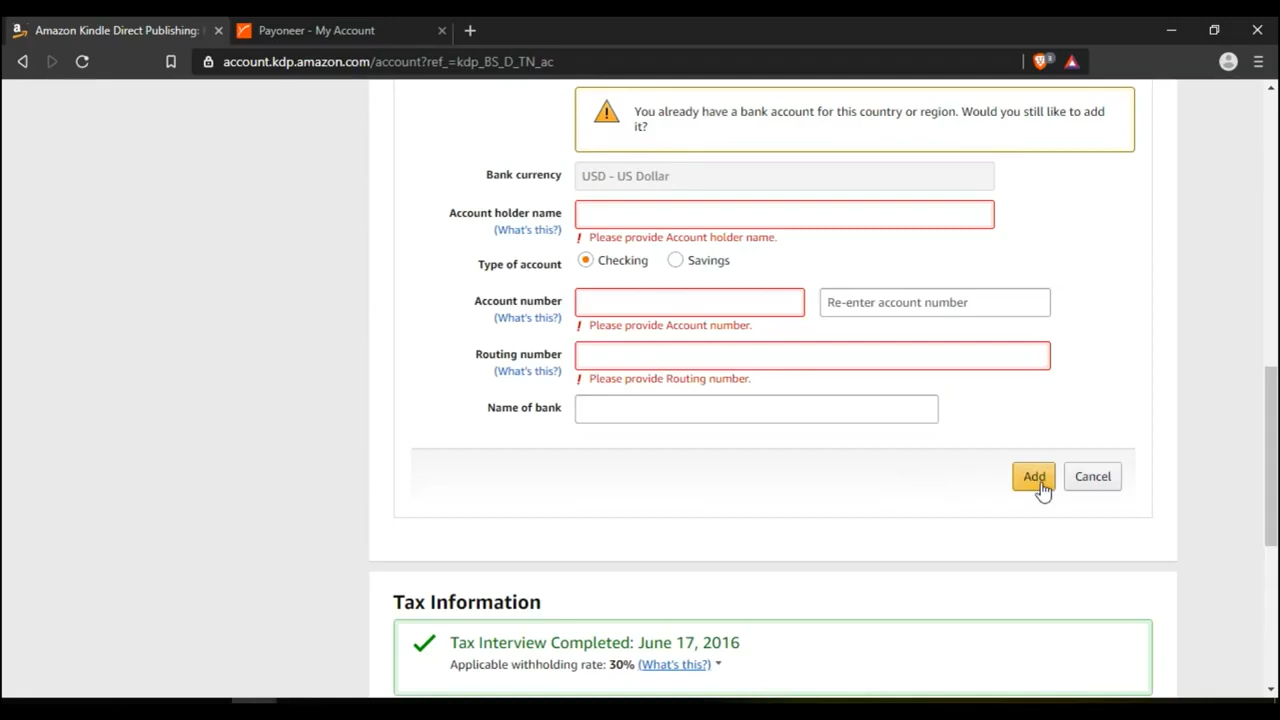 Amazon Kindle Direct Publishing:
Payoneer - My Account
account.kdp.amazon.com/account?ref_=kdp_BS_D_TN_ac
You already have a bank account for this country or region. Would you still like to add
it?
Bank currency
USD - US Dollar
Account holder name
(What's this?)
! Please provide Account holder name.
Type of account
Checking
Savings
Account number
Re-enter account number
(What's this?)
! Please provide Account number.
Routing number
(What's this?)
! Please provide Routing number.
Name of bank
Add
Cancel
Tax Information
Tax Interview Completed: June 17, 2016
Applicable withholding rate: 30% (What's this?)